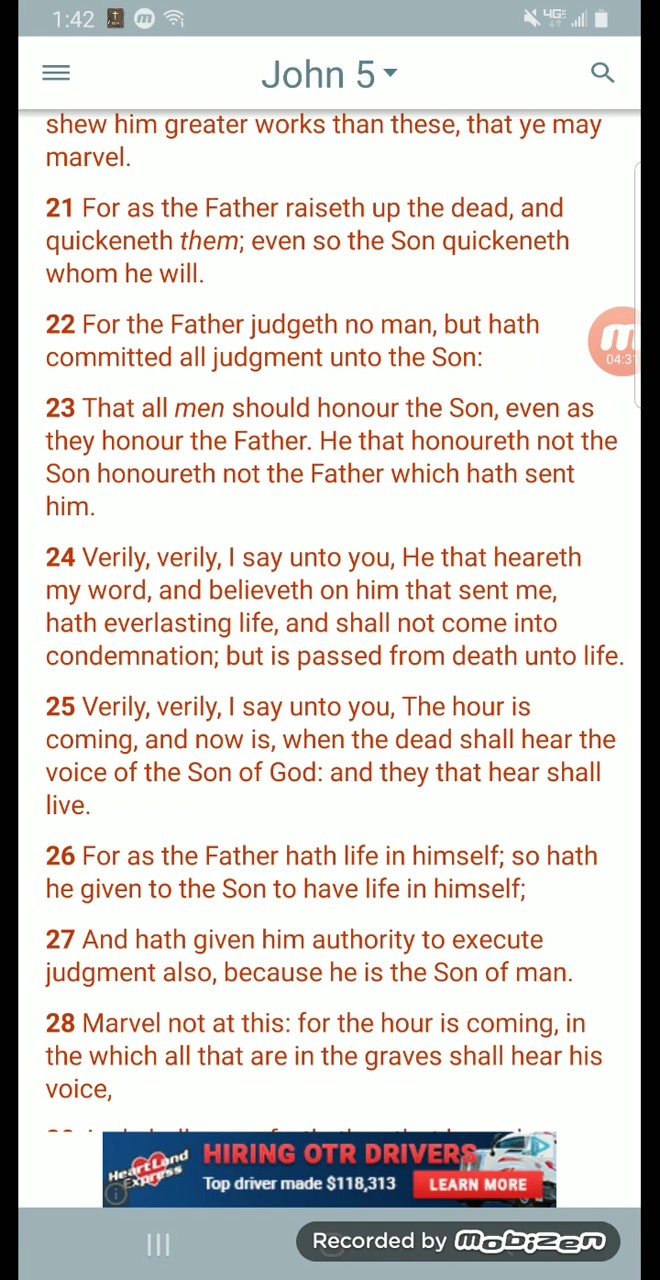 1:42
4GE
John 5
shew him greater works than these, that ye may
marvel.
21 For as the Father raiseth up the dead, and
quickeneth them; even so the Son quickeneth
whom he will.
22 For the Father judgeth no man, but hath
committed all judgment unto the Son:
04:31
23 That all men should honour the Son, even as
they honour the Father. He that honoureth not the
Son honoureth not the Father which hath sent
him.
24 Verily, verily, I say unto you, He that heareth
my word, and believeth on him that sent me,
hath everlasting life, and shall not come into
condemnation; but is passed from death unto life.
25 Verily, verily, I say unto you, The hour is
coming, and now is, when the dead shall hear the
voice of the Son of God: and they that hear shall
live.
26 For as the Father hath life in himself; so hath
he given to the Son to have life in himself;
27 And hath given him authority to execute
judgment also, because he is the Son of man.
28 Marvel not at this: for the hour is coming, in
the which all that are in the graves shall hear his
voice,
HeartLand
Express
HIRING OTR DRIVERS
Top driver made $118,313
LEARN MORE
Recorded by mobizen